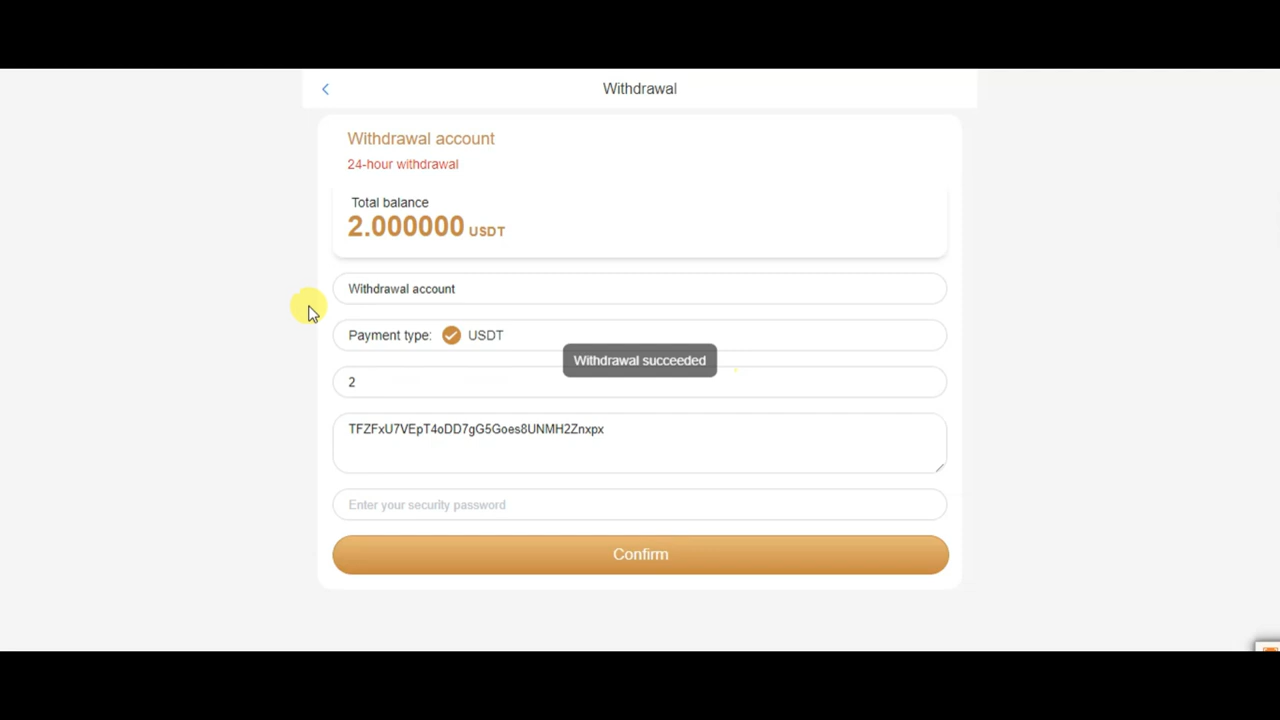 Withdrawal
Withdrawal account
24-hour withdrawal
Total balance
2.000000 USDT
Withdrawal account
Payment type: USDT
Withdrawal succeeded
2
TFZFxU7VEpT4oDD7gG5Goes8UNMH2Znxpx
Enter your security password
Confirm